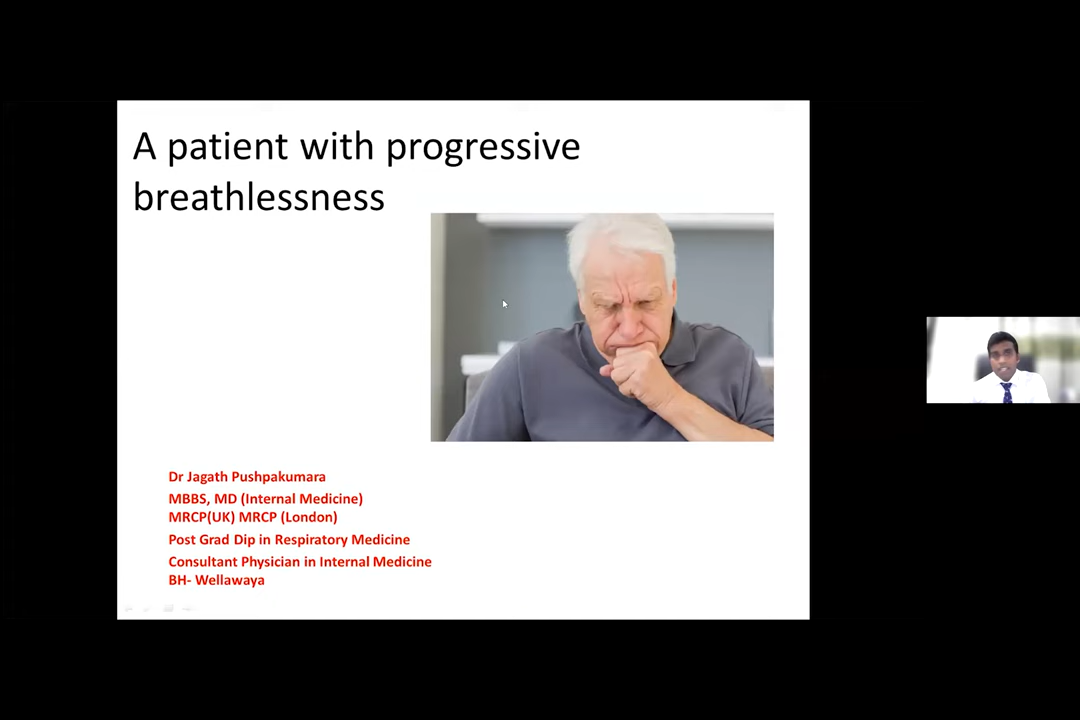 A patient with progressive
breathlessness
Dr Jagath Pushpakumara
MBBS, MD (Internal Medicine)
MRCP(UK) MRCP (London)
Post Grad Dip in Respiratory Medicine
Consultant Physician in Internal Medicine
BH- Wellawaya